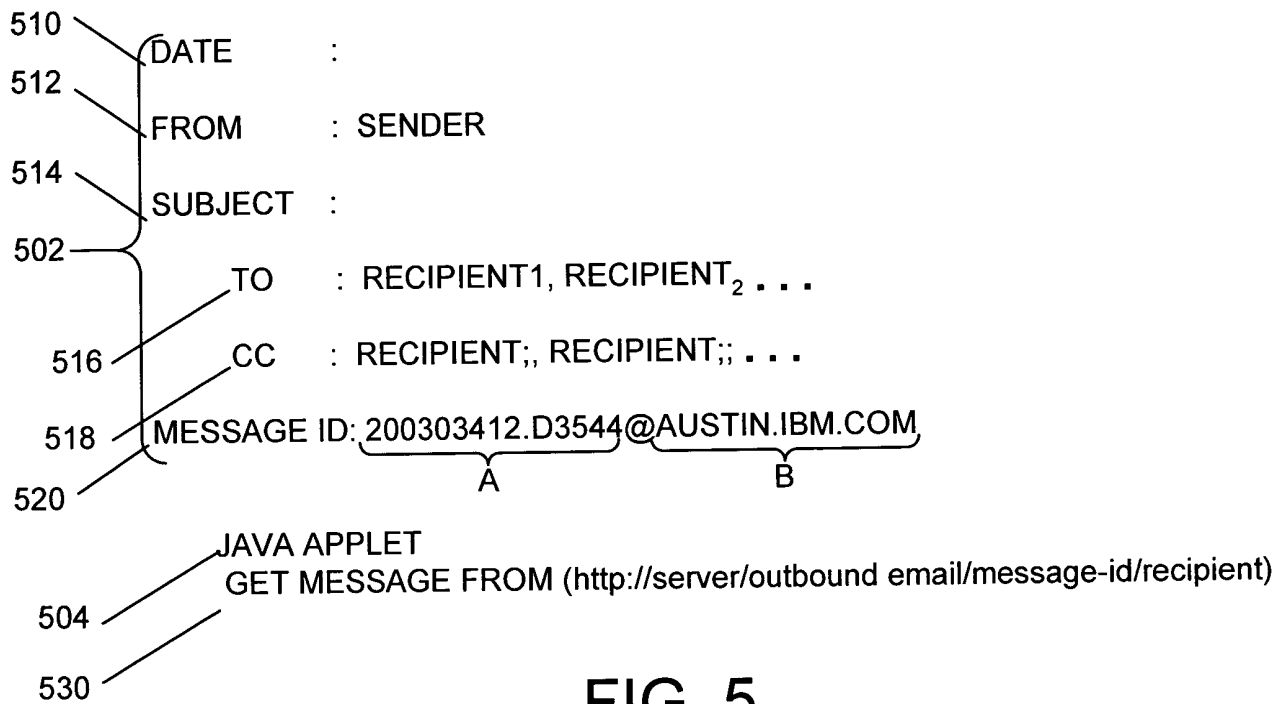 510
DATE :
512
FROM : SENDER
514
SUBJECT :
502
TO : RECIPIENT1, RECIPIENT2 . . .
516
CC : RECIPIENT;, RECIPIENT;; . . .
518
MESSAGE ID: 200303412.D3544@AUSTIN.IBM.COM
A B
520
JAVA APPLET
GET MESSAGE FROM (http://server/outbound email/message-id/recipient)
504
530
FIG. 5